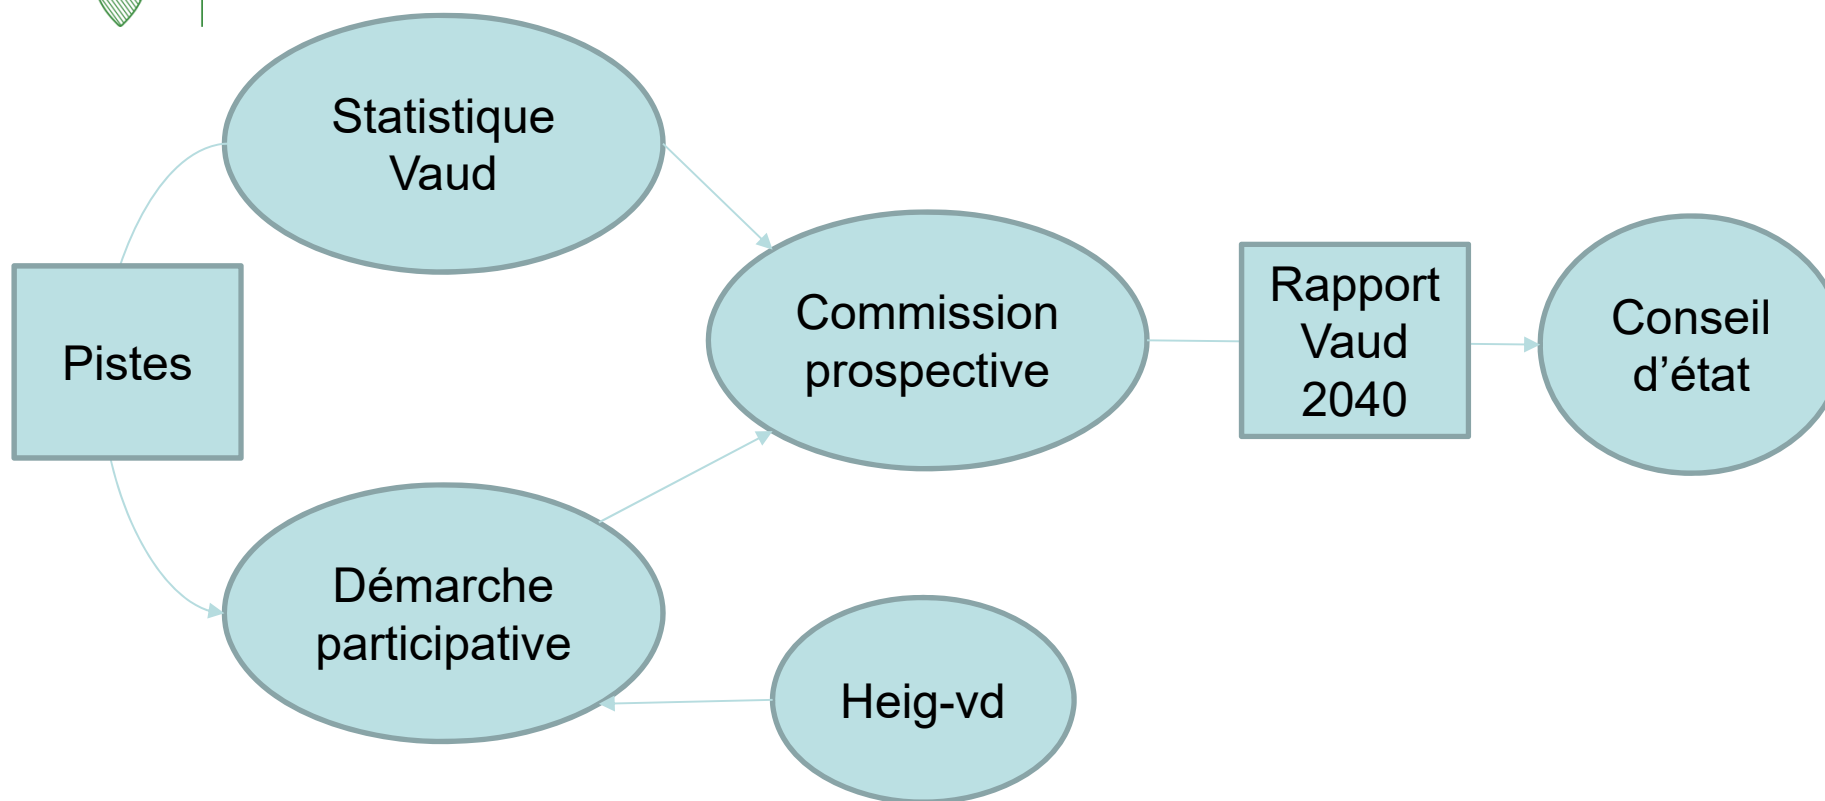 Statistique
Vaud
Pistes
Commission
prospective
Rapport
Vaud
2040
Conseil
d’état
Démarche
participative
Heig-vd